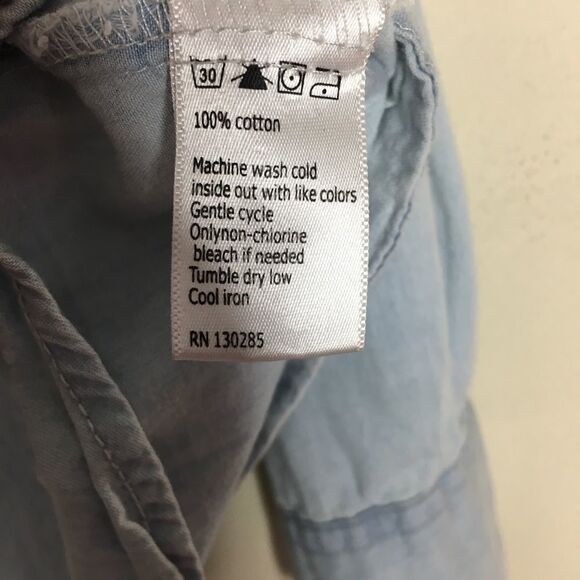 30
100% cotton
Machine wash cold
inside out with like colors
Gentle cycle
Onlynon-chlorine
bleach if needed
Tumble dry low
Cool iron
RN 130285